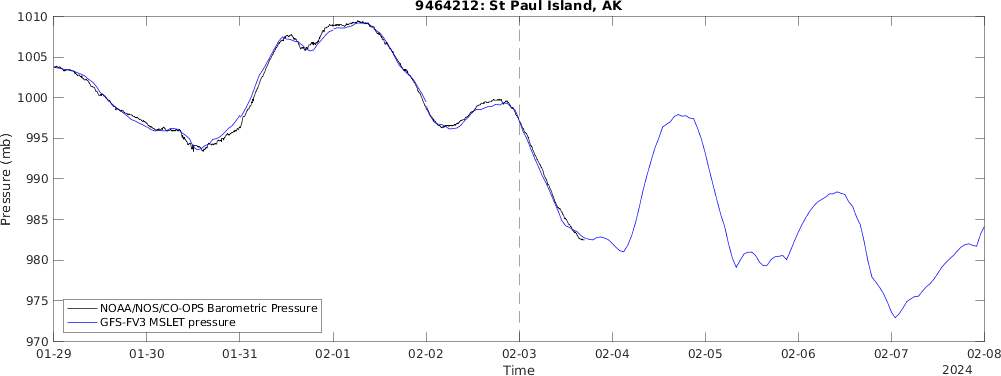 9464212: St Paul Island, AK
Pressure (mb)
1010
1005
1000
995
990
985
980
975
970
NOAA/NOS/CO-OPS Barometric Pressure
GFS-FV3 MSLET pressure
01-29 01-30 01-31 02-01 02-02 02-03 02-04 02-05 02-06 02-07 02-08
Time
2024